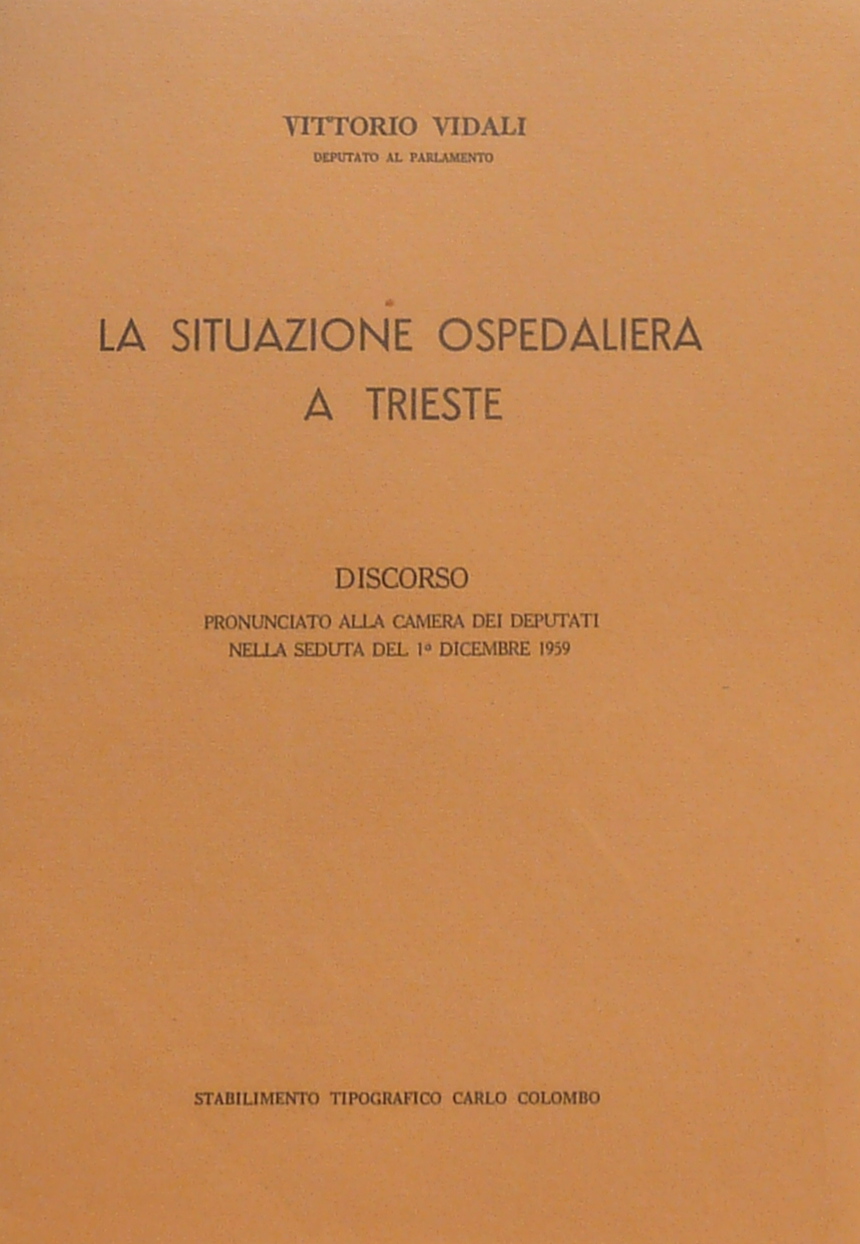 VITTORIO VIDALI
DEPUTATO AL PARLAMENTO
LA SITUAZIONE OSPEDALIERA
A TRIESTE
DISCORSO
PRONUNCIATO ALLA CAMERA DEI DEPUTATI
NELLA SEDUTA DEL 1º DICEMBRE 1959
STABILIMENTO TIPOGRAFICO CARLO COLOMBO